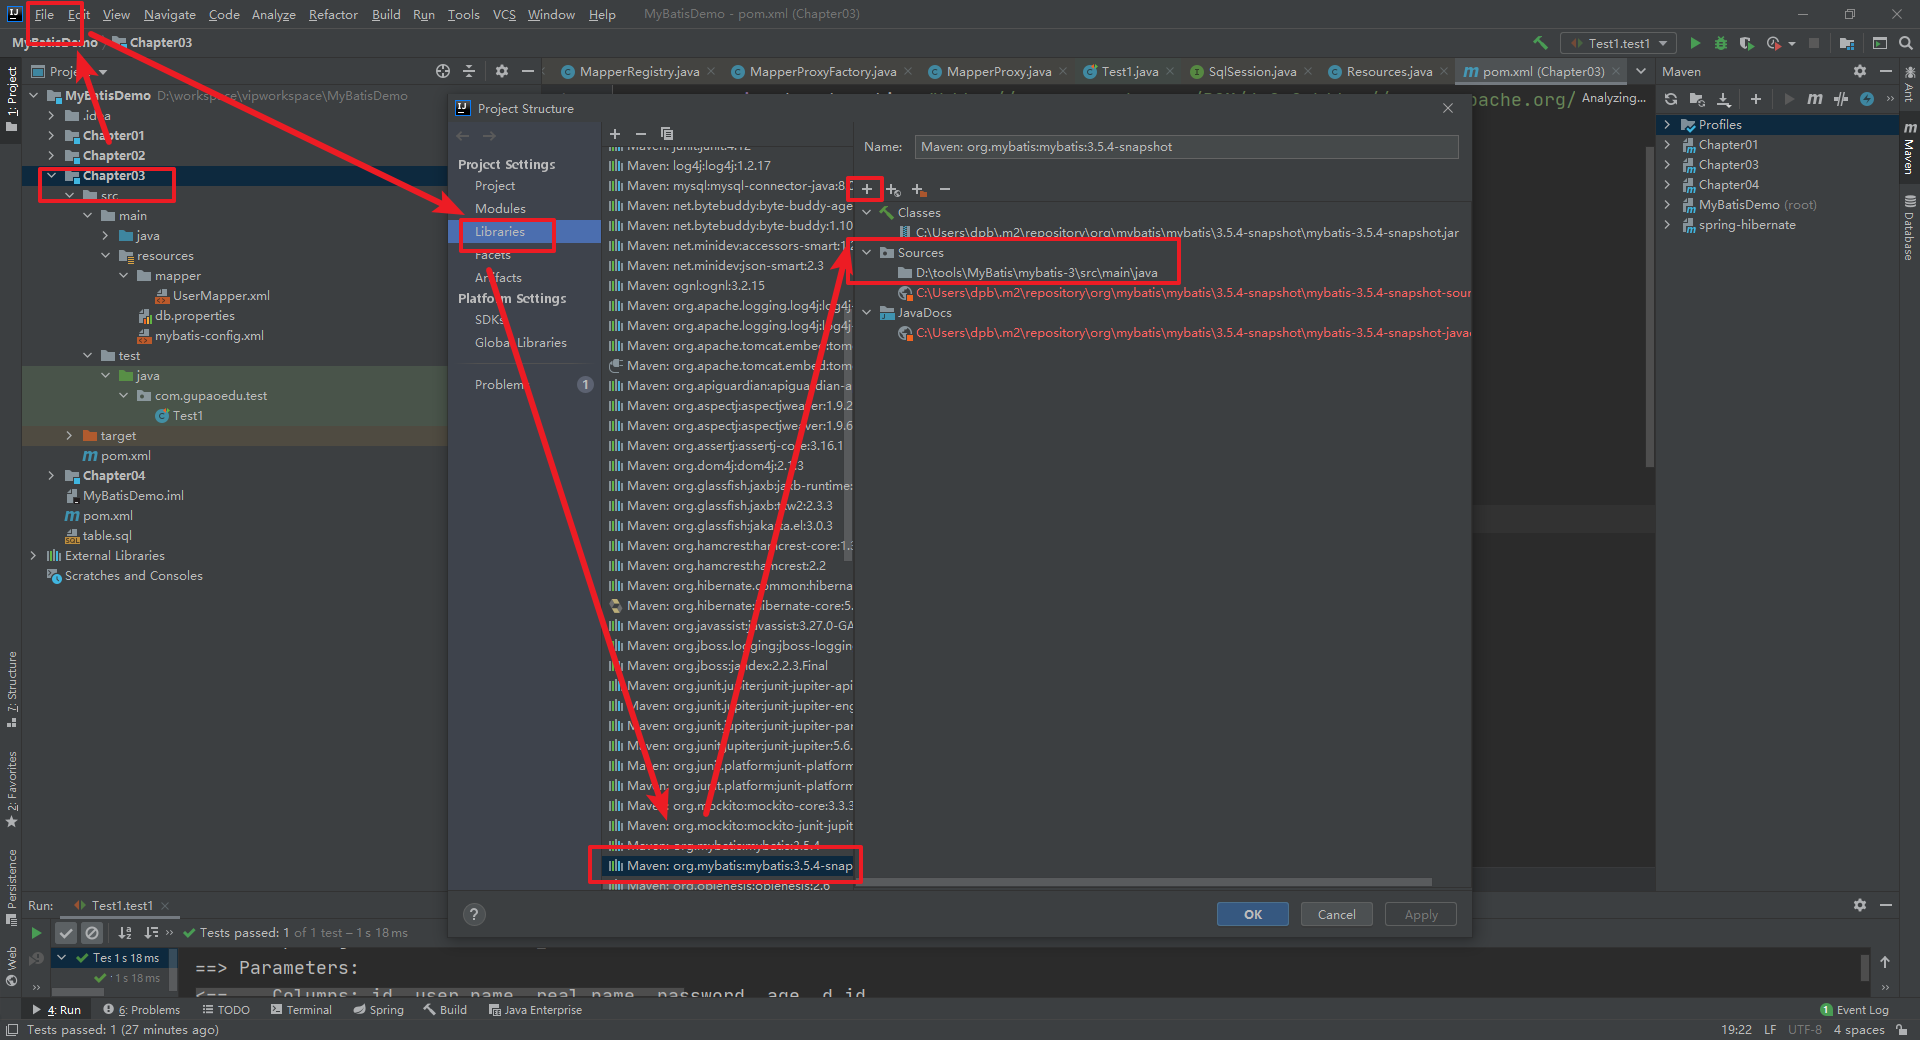 File Edit View Navigate Code Analyze Refactor Build Run Tools VCS Window Help MyBatisDemo - pom.xml (Chapter03)
MyBatisDemo Chapter03
Test1.test1
1: Project
Project
MapperRegistry.java
MapperProxyFactory.java
MapperProxy.java
Test1.java
SqlSession.java
Resources.java
pom.xml (Chapter03)
Maven
Ant
Maven
Database
MyBatisDemo D:\workspace\vipworkspace\MyBatisDemo
.idea
Chapter01
Chapter02
Chapter03
src
main
java
resources
mapper
UserMapper.xml
db.properties
mybatis-config.xml
test
java
com.gupaoedu.test
Test1
target
pom.xml
Chapter04
MyBatisDemo.iml
pom.xml
table.sql
External Libraries
Scratches and Consoles
pache.org/ Analyzing...
Profiles
Chapter01
Chapter03
Chapter04
MyBatisDemo (root)
spring-hibernate
Project Structure
Project Settings
Project
Modules
Libraries
Facets
Artifacts
Platform Settings
SDKs
Global Libraries
Problems 1
Maven: junit:junit:4.12
Maven: log4j:log4j:1.2.17
Maven: mysql:mysql-connector-java:8.0
Maven: net.bytebuddy:byte-buddy-age
Maven: net.bytebuddy:byte-buddy:1.10
Maven: net.minidev:accessors-smart:1.2
Maven: net.minidev:json-smart:2.3
Maven: ognl:ognl:3.2.15
Maven: org.apache.logging.log4j:log4j-
Maven: org.apache.logging.log4j:log4j-
Maven: org.apache.tomcat.embed:tom
Maven: org.apache.tomcat.embed:tom
Maven: org.apiguardian:apiguardian-a
Maven: org.aspectj:aspectjweaver:1.9.2
Maven: org.aspectj:aspectjweaver:1.9.6
Maven: org.assertj:assertj-core:3.16.1
Maven: org.dom4j:dom4j:2.1.3
Maven: org.glassfish.jaxb:jaxb-runtime:
Maven: org.glassfish.jaxb:txw2:2.3.3
Maven: org.glassfish:jakarta.el:3.0.3
Maven: org.hamcrest:hamcrest-core:1.3
Maven: org.hamcrest:hamcrest:2.2
Maven: org.hibernate.common:hiberna
Maven: org.hibernate:hibernate-core:5.
Maven: org.javassist:javassist:3.27.0-GA
Maven: org.jboss.logging:jboss-loggin
Maven: org.jboss:jandex:2.2.3.Final
Maven: org.junit.jupiter:junit-jupiter-api
Maven: org.junit.jupiter:junit-jupiter-eng
Maven: org.junit.jupiter:junit-jupiter-par
Maven: org.junit.jupiter:junit-jupiter:5.6.
Maven: org.junit.platform:junit-platform
Maven: org.junit.platform:junit-platform
Maven: org.mockito:mockito-core:3.3.3
Maven: org.mockito:mockito-junit-jupit
Maven: org.mybatis:mybatis:3.5.4
Maven: org.mybatis:mybatis:3.5.4-snap
Maven: org.objenesis:objenesis:2.6
Name: Maven: org.mybatis:mybatis:3.5.4-snapshot
Classes
C:\Users\dpb\.m2\repository\org\mybatis\mybatis\3.5.4-snapshot\mybatis-3.5.4-snapshot.jar
Sources
D:\tools\MyBatis\mybatis-3\src\main\java
C:\Users\dpb\.m2\repository\org\mybatis\mybatis\3.5.4-snapshot\mybatis-3.5.4-snapshot-sour
JavaDocs
C:\Users\dpb\.m2\repository\org\mybatis\mybatis\3.5.4-snapshot\mybatis-3.5.4-snapshot-javad
? OK Cancel Apply
7: Structure
2: Favorites
Persistence
Web
Run: Test1.test1
Tests passed: 1 of 1 test – 1 s 18 ms
Tes 1 s 18 ms
1 s 18 ms
==> Parameters:
<== Columns: id, user_name, real_name, password, age, d_id
4: Run 6: Problems TODO Terminal Spring Build Java Enterprise 1 Event Log
Tests passed: 1 (27 minutes ago) 19:22 LF UTF-8 4 spaces